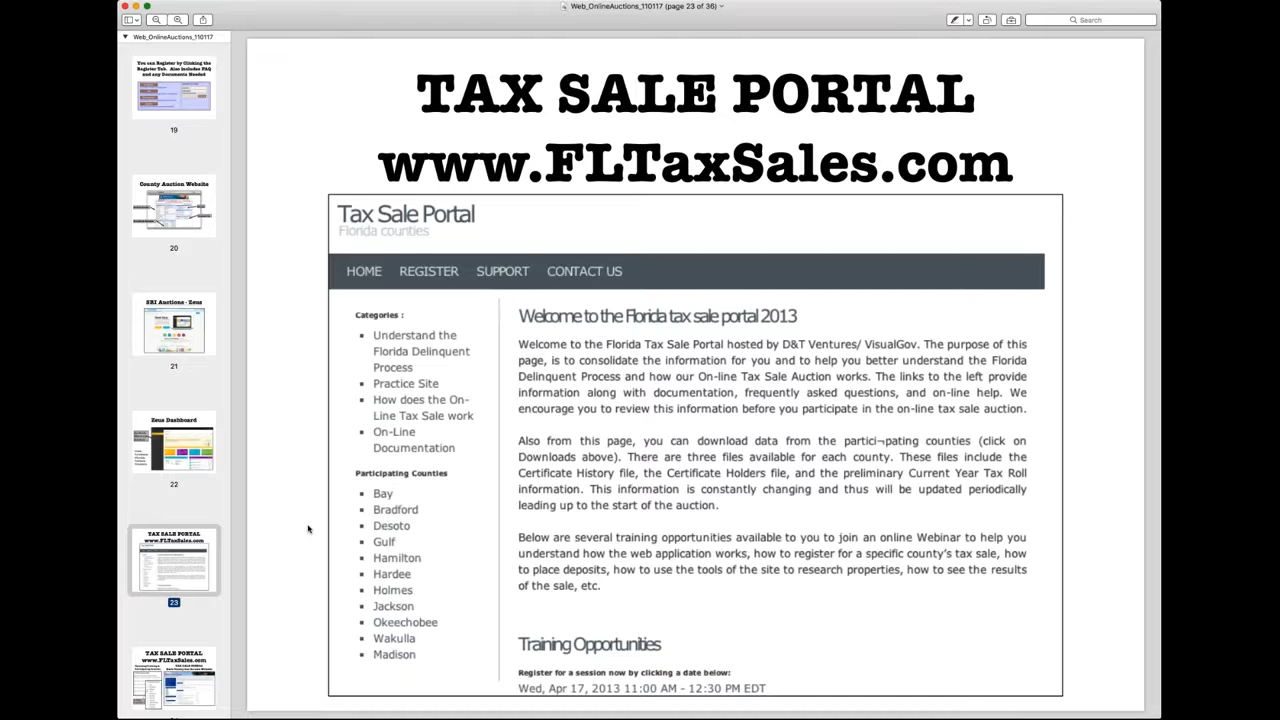 Web_OnlineAuctions_110117 (page 23 of 36)
Search
Web_OnlineAuctions_110117
You can Register by Clicking the
Register Tab. Also Includes FAQ
and any Documents Needed
19
County Auction Website
20
SRI Auctions - Zeus
21
Zeus Dashboard
22
TAX SALE PORTAL
www.FLTaxSales.com
23
TAX SALE PORTAL
www.FLTaxSales.com
TAX SALE PORTAL
www.FLTaxSales.com
Tax Sale Portal
Florida counties
HOME REGISTER SUPPORT CONTACT US
Categories :
Understand the
Florida Delinquent
Process
Practice Site
How does the On-
Line Tax Sale work
On-Line
Documentation
Participating Counties
Bay
Bradford
Desoto
Gulf
Hamilton
Hardee
Holmes
Jackson
Okeechobee
Wakulla
Madison
Welcome to the Florida tax sale portal 2013
Welcome to the Florida Tax Sale Portal hosted by D&T Ventures/ VisualGov. The purpose of this
page, is to consolidate the information for you and to help you better understand the Florida
Delinquent Process and how our On-line Tax Sale Auction works. The links to the left provide
information along with documentation, frequently asked questions, and on-line help. We
encourage you to review this information before you participate in the on-line tax sale auction.
Also from this page, you can download data from the partici¬pating counties (click on
Downloads above). There are three files available for each county. These files include the
Certificate History file, the Certificate Holders file, and the preliminary Current Year Tax Roll
information. This information is constantly changing and thus will be updated periodically
leading up to the start of the auction.
Below are several training opportunities available to you to join an online Webinar to help you
understand how the web application works, how to register for a specific county's tax sale, how
to place deposits, how to use the tools of the site to research properties, how to see the results
of the sale, etc.
Training Opportunities
Register for a session now by clicking a date below:
Wed, Apr 17, 2013 11:00 AM - 12:30 PM EDT